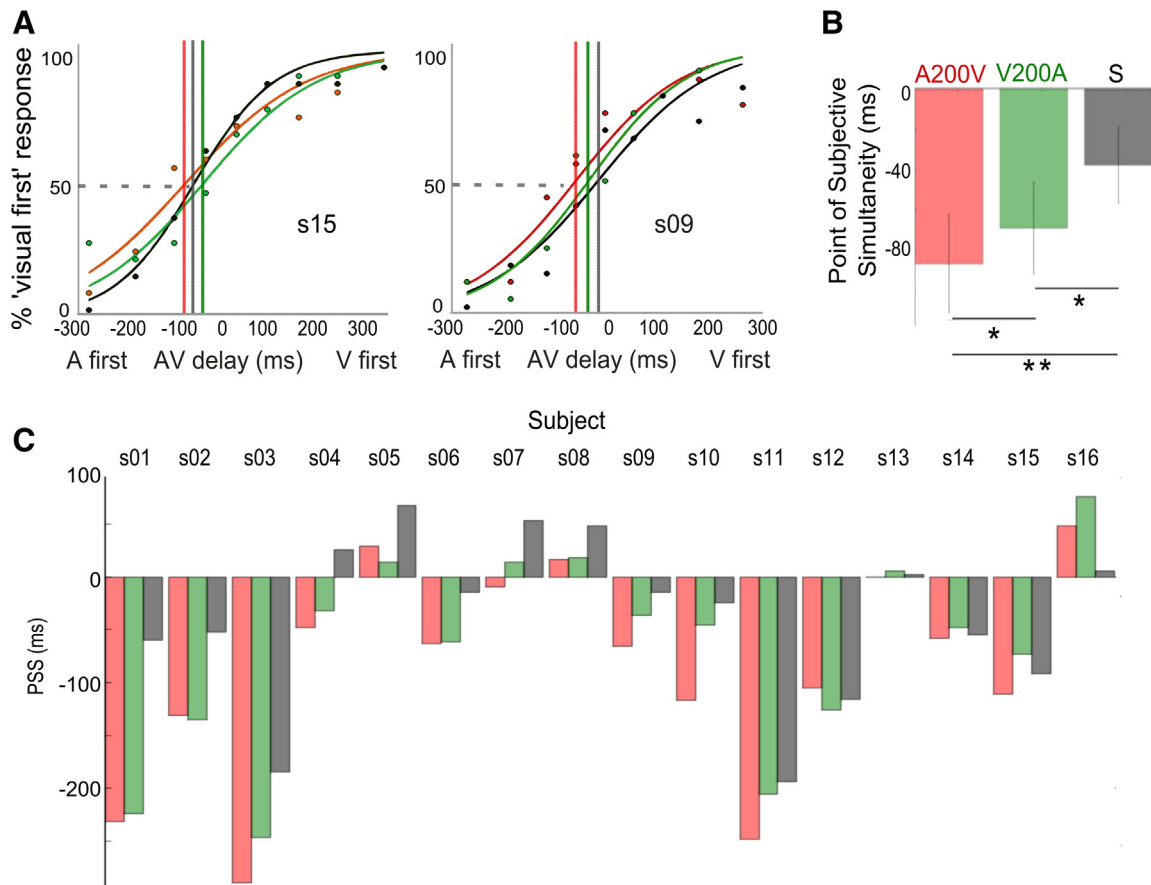 A
% 'visual first' response
100
50
0
s15
-300 -200 -100 0 100 200 300
A first AV delay (ms) V first
100
50
0
s09
-300 -200 -100 0 100 200 300
A first AV delay (ms) V first
B
A200V V200A S
Point of Subjective
Simultaneity (ms)
0
-40
-80
*
*
**
C
Subject
s01 s02 s03 s04 s05 s06 s07 s08 s09 s10 s11 s12 s13 s14 s15 s16
PSS (ms)
100
0
-100
-200